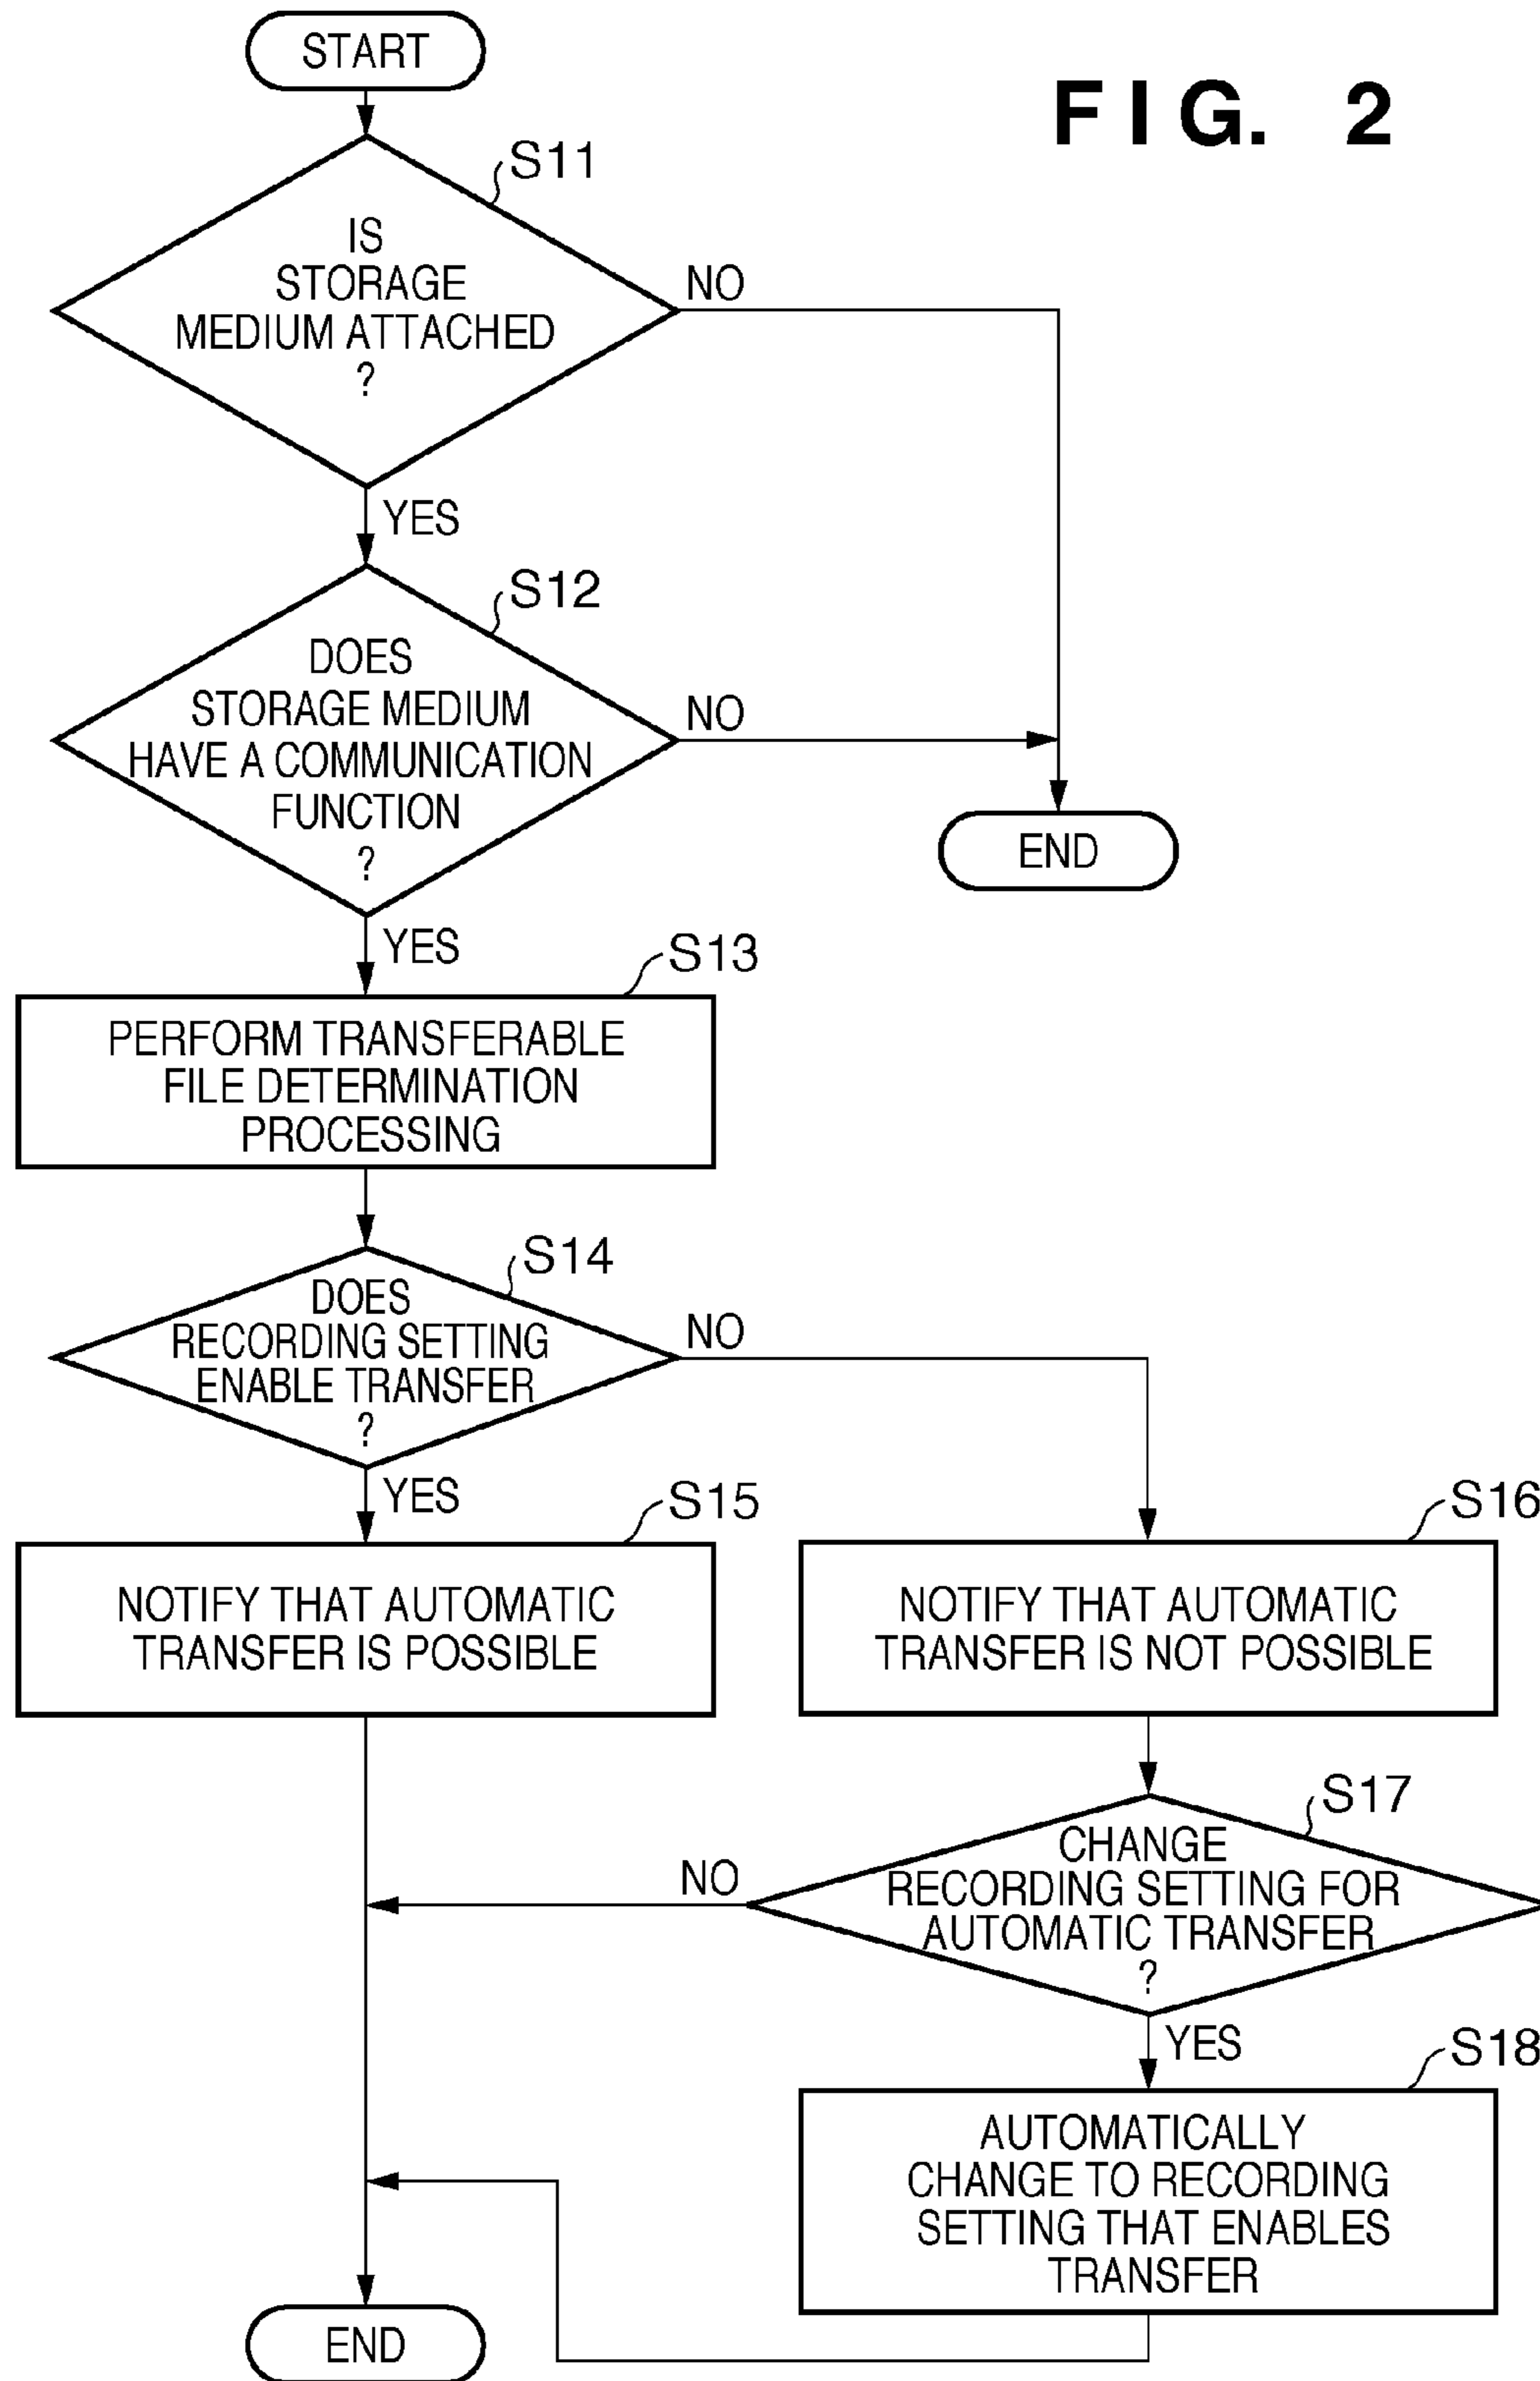 START
FIG. 2
S11
IS
STORAGE
MEDIUM ATTACHED
?
NO
YES
S12
DOES
STORAGE MEDIUM
HAVE A COMMUNICATION
FUNCTION
?
NO
END
YES
S13
PERFORM TRANSFERABLE
FILE DETERMINATION
PROCESSING
S14
DOES
RECORDING SETTING
ENABLE TRANSFER
?
NO
YES
S15
NOTIFY THAT AUTOMATIC
TRANSFER IS POSSIBLE
S16
NOTIFY THAT AUTOMATIC
TRANSFER IS NOT POSSIBLE
S17
CHANGE
RECORDING SETTING FOR
AUTOMATIC TRANSFER
?
NO
YES
S18
AUTOMATICALLY
CHANGE TO RECORDING
SETTING THAT ENABLES
TRANSFER
END